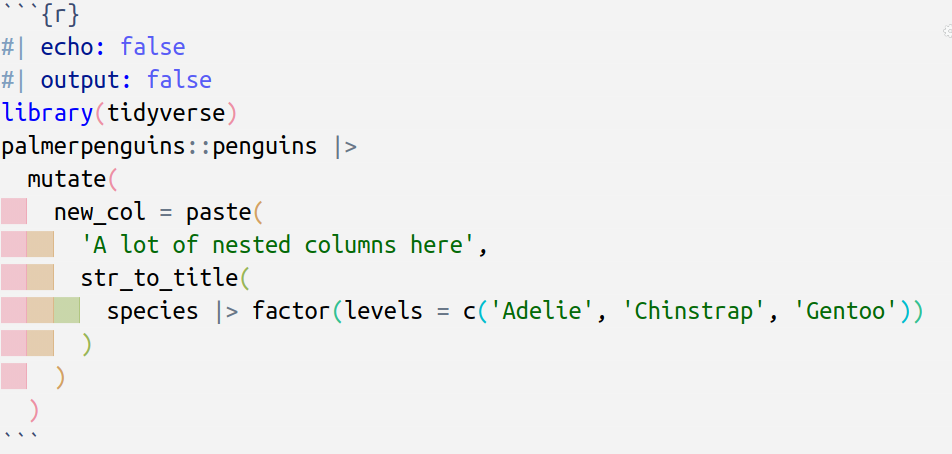 ```{r}
#| echo: false
#| output: false
library(tidyverse)
palmerpenguins::penguins |>
  mutate(
    new_col = paste(
      'A lot of nested columns here',
      str_to_title(
        species |> factor(levels = c('Adelie', 'Chinstrap', 'Gentoo'))
      )
    )
  )
```